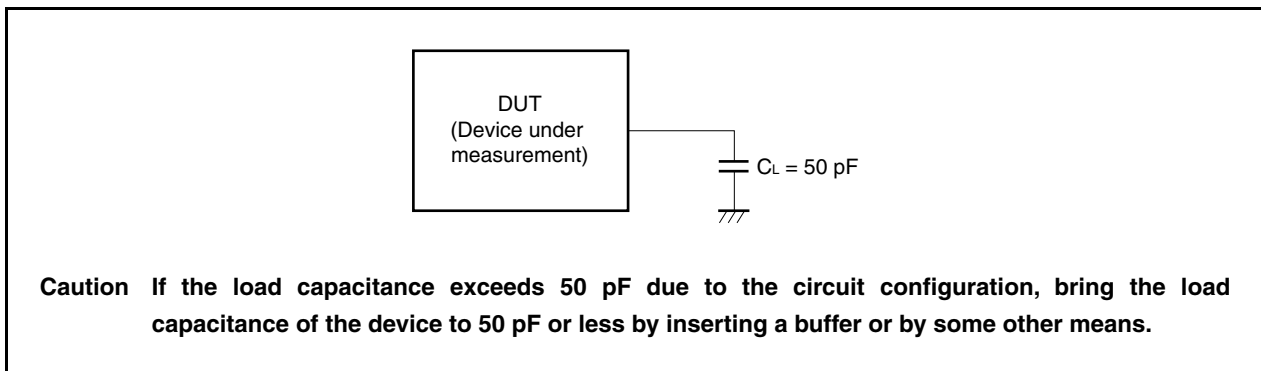 DUT
(Device under
measurement)
CL = 50 pF
Caution If the load capacitance exceeds 50 pF due to the circuit configuration, bring the load
capacitance of the device to 50 pF or less by inserting a buffer or by some other means.